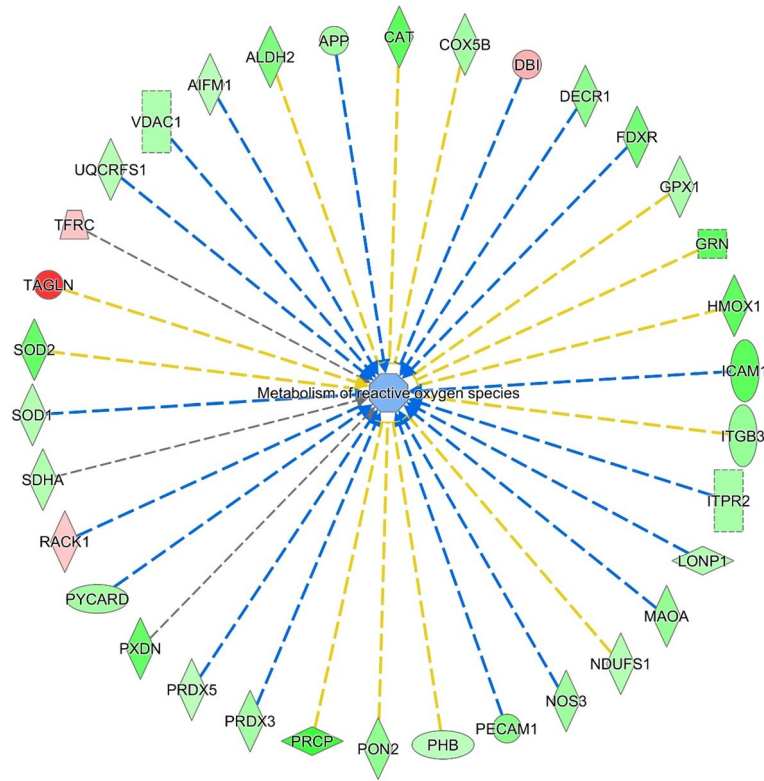 APP
CAT
COX5B
ALDH2
DBI
AIFM1
DECR1
VDAC1
FDXR
UQCRFS1
GPX1
TFRC
GRN
TAGLN
HMOX1
SOD2
ICAM1
Metabolism of reactive oxygen species
SOD1
ITGB3
SDHA
ITPR2
RACK1
LONP1
PYCARD
MAOA
PXDN
NDUFS1
PRDX5
NOS3
PRDX3
PECAM1
PRCP
PON2
PHB